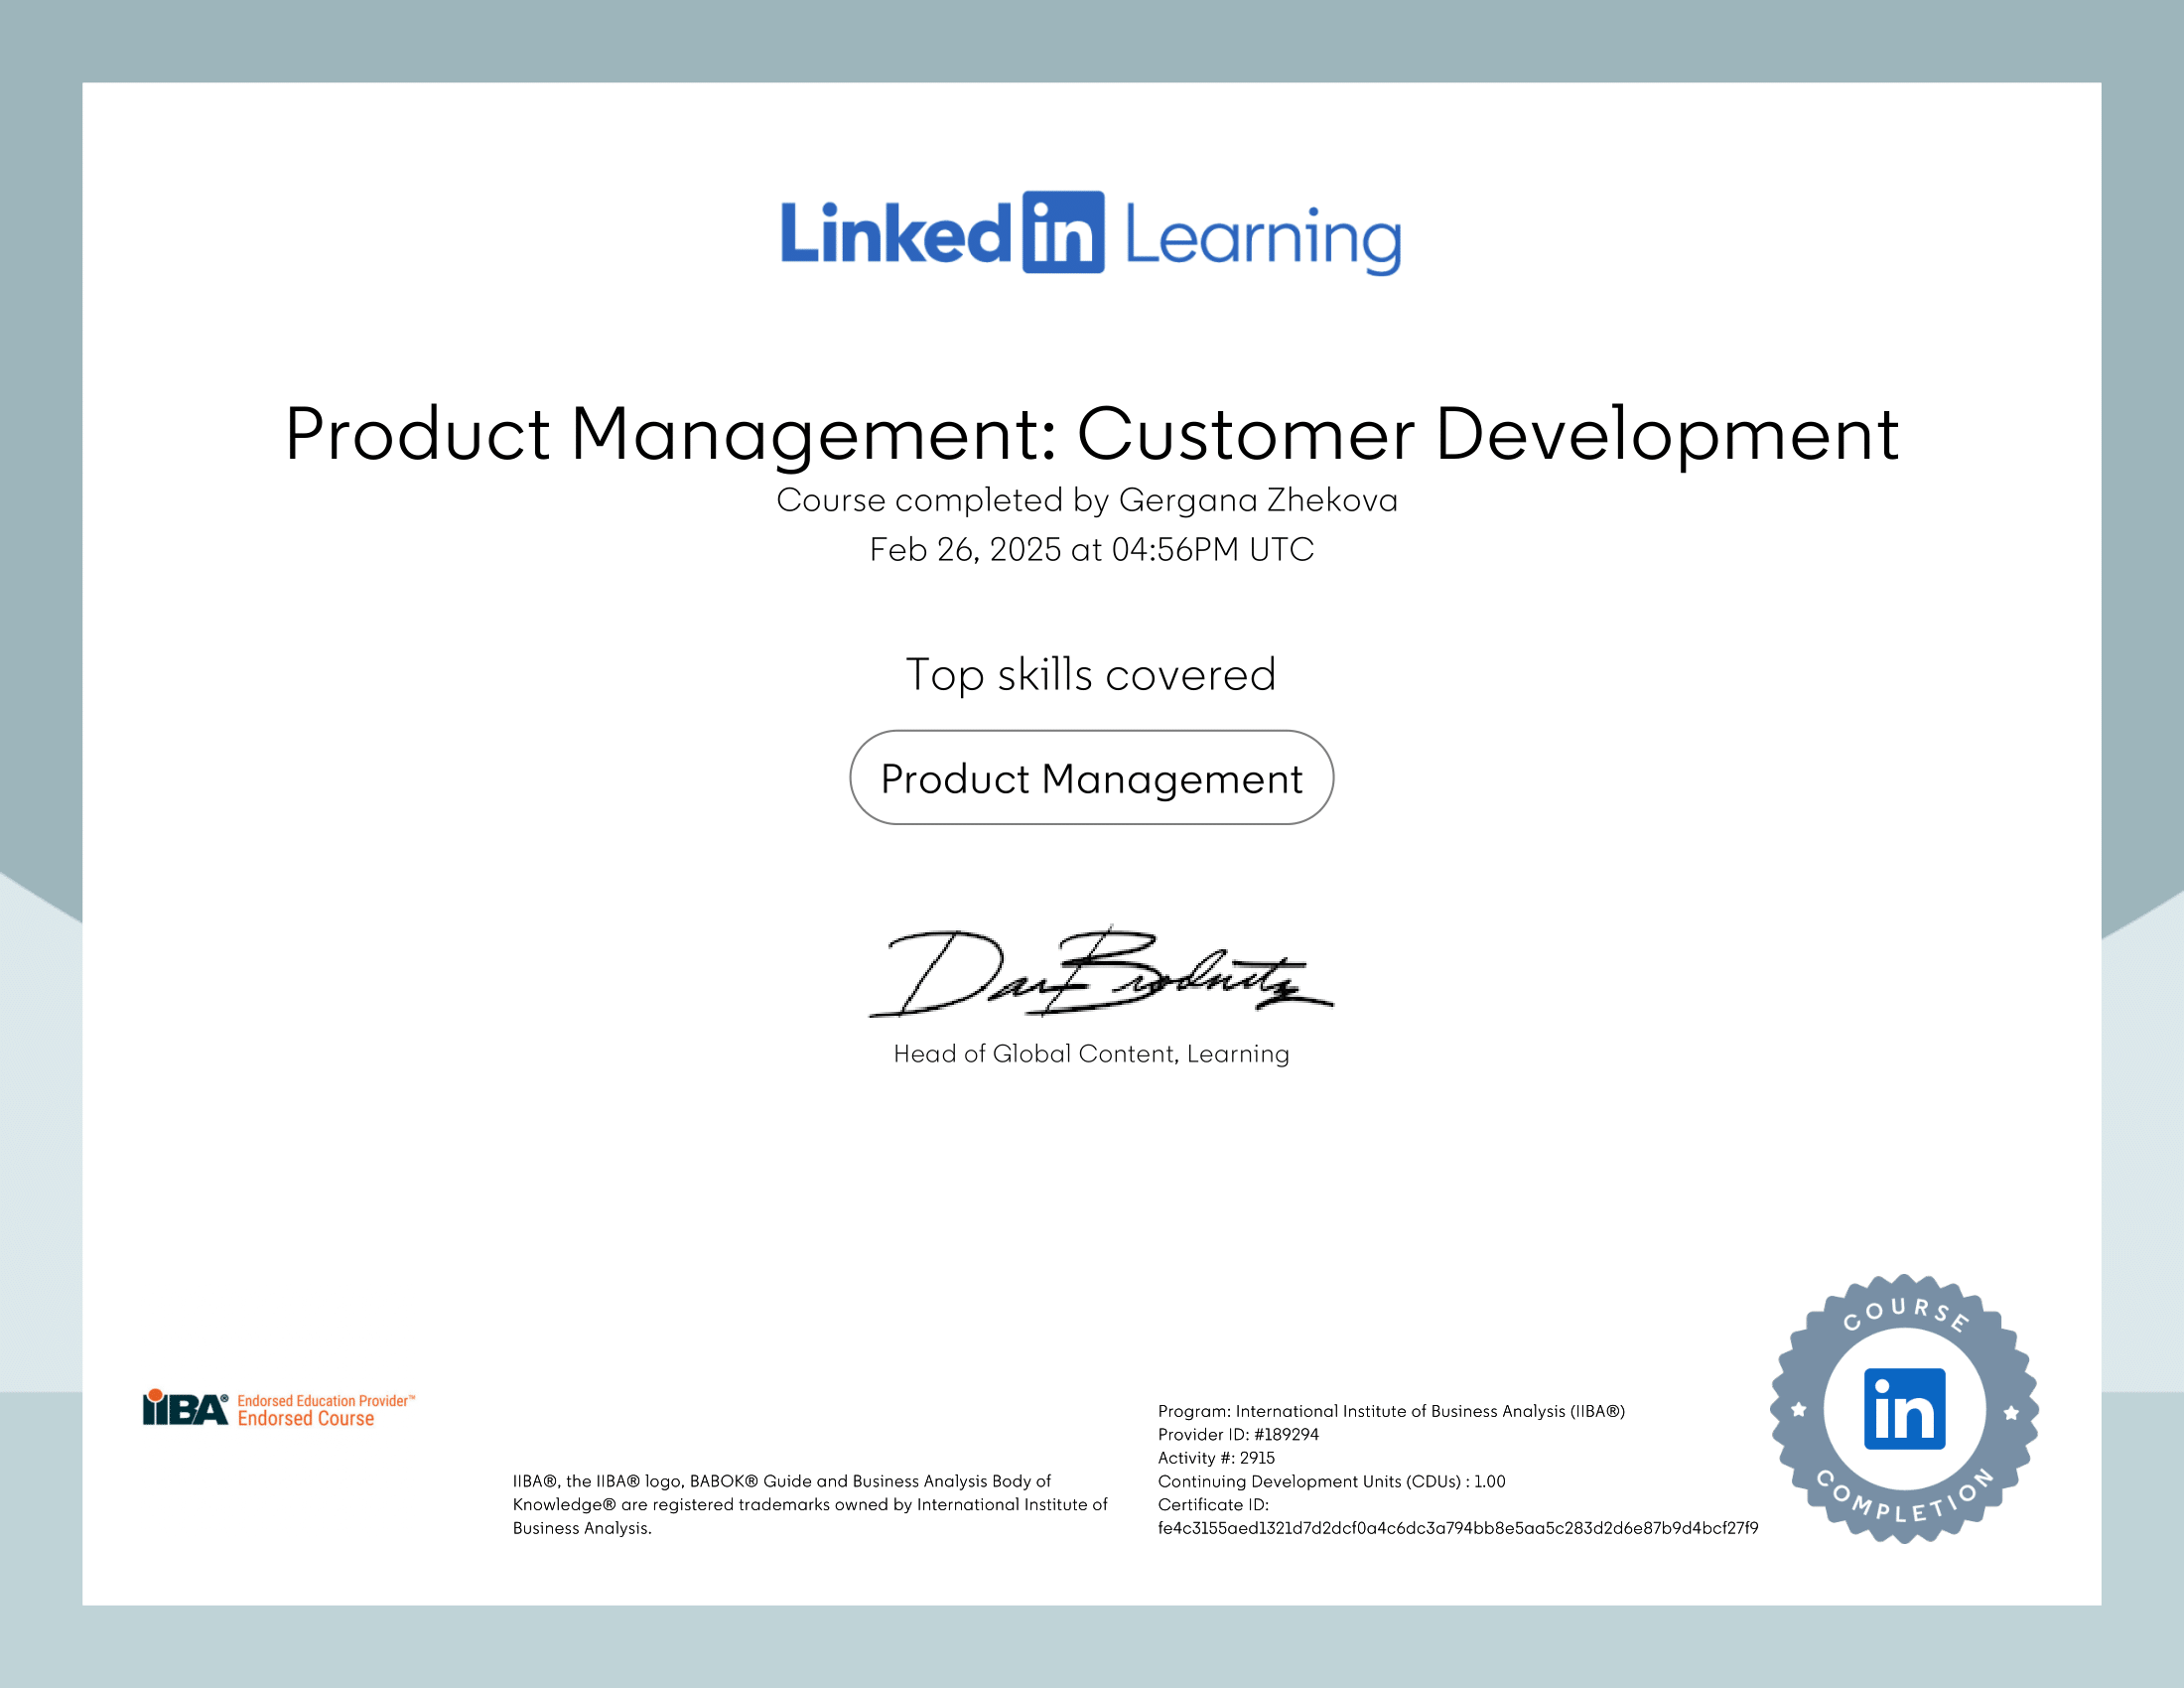 Linked in Learning
Product Management: Customer Development
Course completed by Gergana Zhekova
Feb 26, 2025 at 04:56PM UTC
Top skills covered
Product Management
Dan Brodnitz
Head of Global Content, Learning
IIBA® Endorsed Education Provider™
Endorsed Course
IIBA®, the IIBA® logo, BABOK® Guide and Business Analysis Body of
Knowledge® are registered trademarks owned by International Institute of
Business Analysis.
Program: International Institute of Business Analysis (IIBA®)
Provider ID: #189294
Activity #: 2915
Continuing Development Units (CDUs) : 1.00
Certificate ID:
fe4c3155aed1321d7d2dcf0a4c6dc3a794bb8e5aa5c283d2d6e87b9d4bcf27f9
COURSE
in
COMPLETION